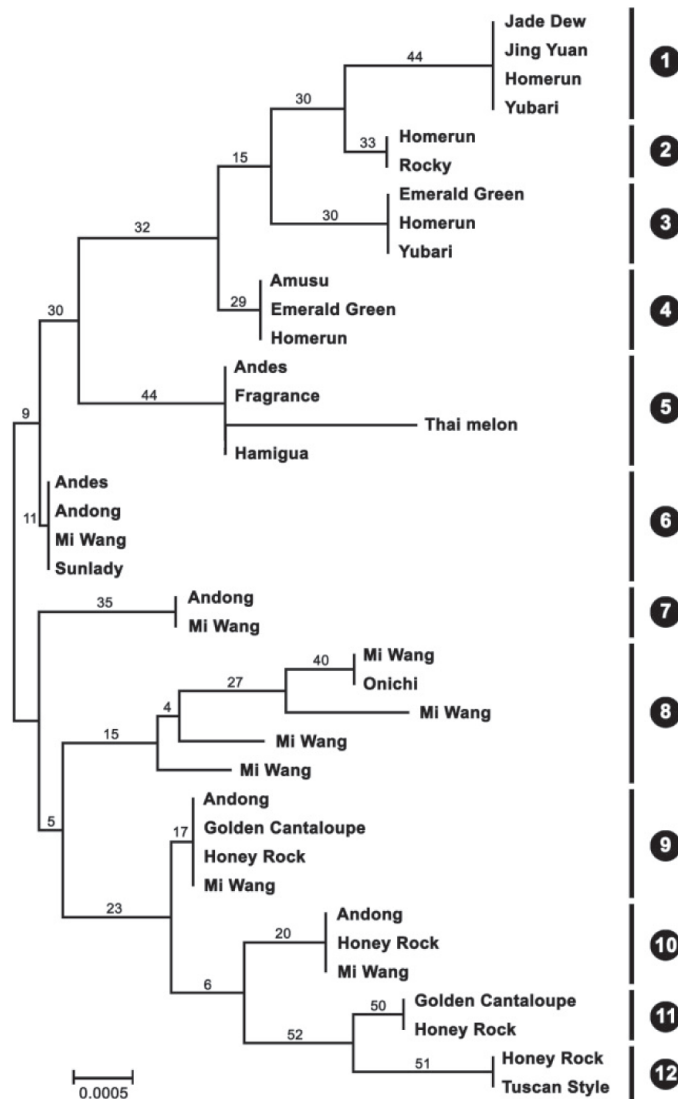 Jade Dew
44
Jing Yuan
1
Homerun
30
Yubari
33
Homerun
2
15
Rocky
Emerald Green
30
Homerun
3
32
Yubari
Amusu
29
Emerald Green
4
30
Homerun
Andes
44
Fragrance
5
9
Thai melon
Hamigua
Andes
11
Andong
6
Mi Wang
Sunlady
35
Andong
7
Mi Wang
40
Mi Wang
27
Onichi
8
4
Mi Wang
15
Mi Wang
Mi Wang
Andong
5
17
Golden Cantaloupe
9
Honey Rock
Mi Wang
23
Andong
20
Honey Rock
10
6
Mi Wang
50
Golden Cantaloupe
11
52
Honey Rock
51
Honey Rock
12
0.0005
Tuscan Style